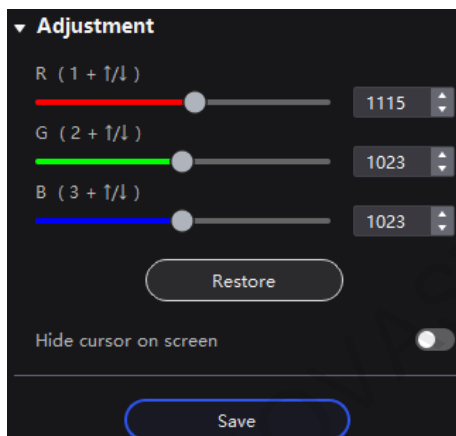 Adjustment
R ( 1 + ↑/↓ )
1115
G ( 2 + ↑/↓ )
1023
B ( 3 + ↑/↓ )
1023
Restore
Hide cursor on screen
Save